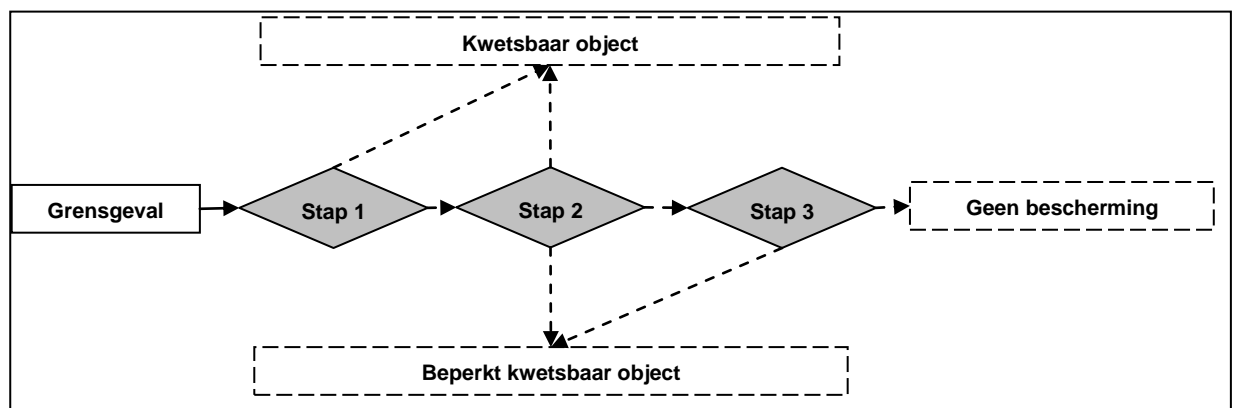 Kwetsbaar object
Grensgeval
Stap 1
Stap 2
Stap 3
Geen bescherming
Beperkt kwetsbaar object